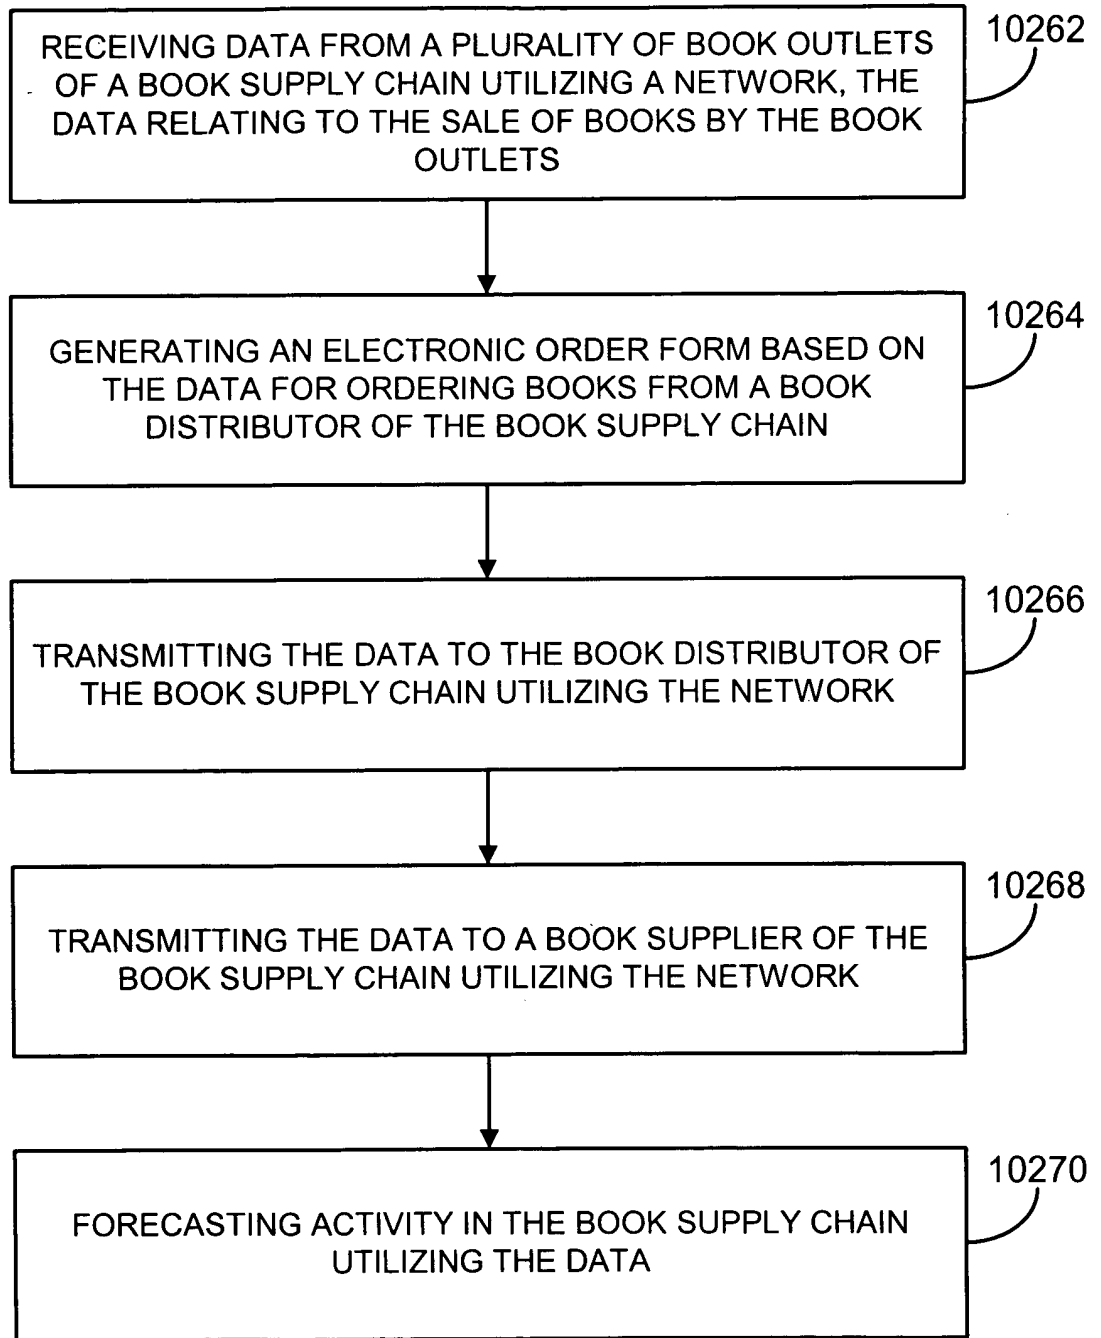 RECEIVING DATA FROM A PLURALITY OF BOOK OUTLETS
OF A BOOK SUPPLY CHAIN UTILIZING A NETWORK, THE
DATA RELATING TO THE SALE OF BOOKS BY THE BOOK
OUTLETS
10262
GENERATING AN ELECTRONIC ORDER FORM BASED ON
THE DATA FOR ORDERING BOOKS FROM A BOOK
DISTRIBUTOR OF THE BOOK SUPPLY CHAIN
10264
TRANSMITTING THE DATA TO THE BOOK DISTRIBUTOR OF
THE BOOK SUPPLY CHAIN UTILIZING THE NETWORK
10266
TRANSMITTING THE DATA TO A BOOK SUPPLIER OF THE
BOOK SUPPLY CHAIN UTILIZING THE NETWORK
10268
FORECASTING ACTIVITY IN THE BOOK SUPPLY CHAIN
UTILIZING THE DATA
10270